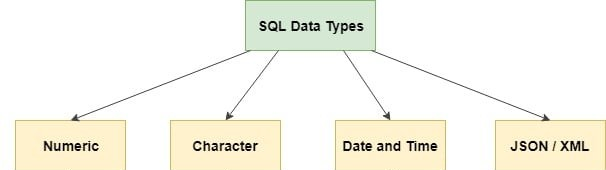 SQL Data Types
Numeric
Character
Date and Time
JSON / XML